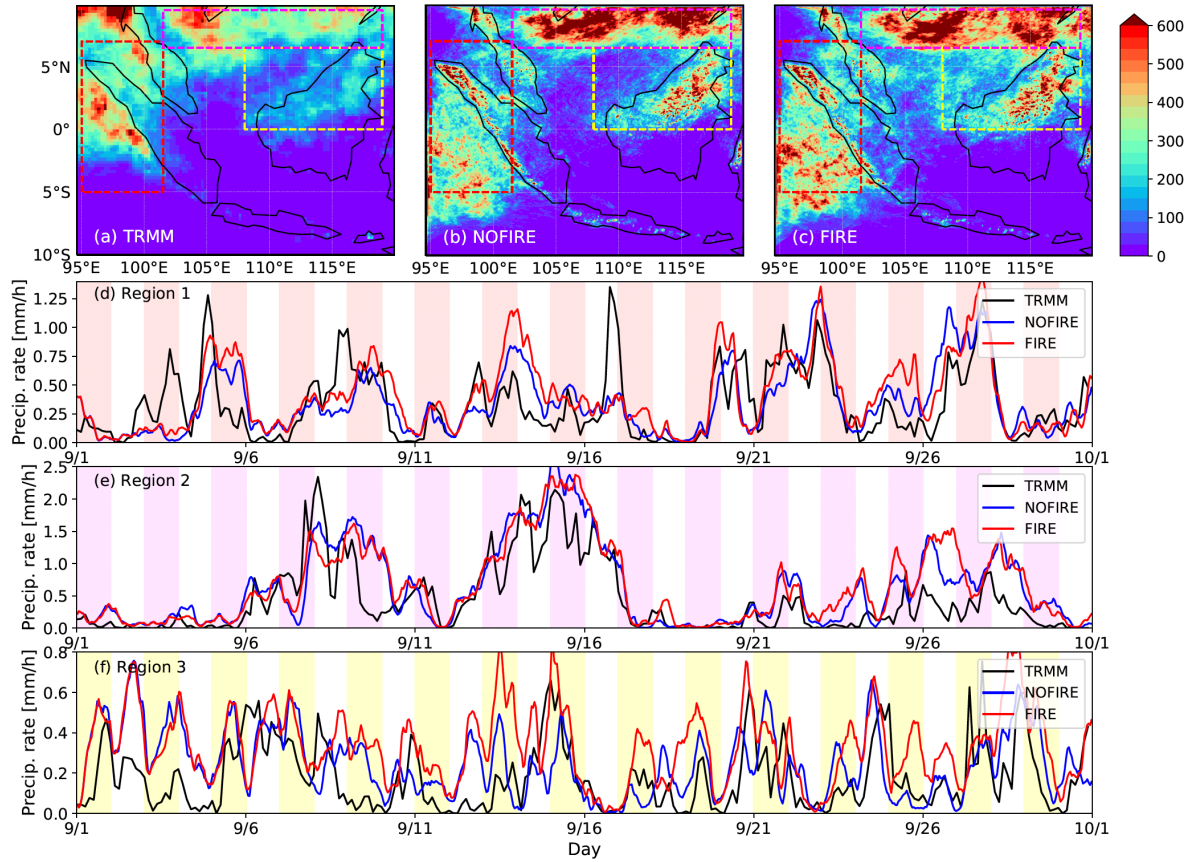 5°N
0°
5°S
10°S
(a) TRMM
(b) NOFIRE
(c) FIRE
95°E 100°E 105°E 110°E 115°E
95°E 100°E 105°E 110°E 115°E
95°E 100°E 105°E 110°E 115°E
600
500
400
300
200
100
0
(d) Region 1
Precip. rate [mm/h]
1.25
1.00
0.75
0.50
0.25
0.00
TRMM
NOFIRE
FIRE
9/1 9/6 9/11 9/16 9/21 9/26 10/1
(e) Region 2
Precip. rate [mm/h]
2.5
2.0
1.5
1.0
0.5
0.0
TRMM
NOFIRE
FIRE
9/1 9/6 9/11 9/16 9/21 9/26 10/1
(f) Region 3
Precip. rate [mm/h]
0.8
0.6
0.4
0.2
0.0
TRMM
NOFIRE
FIRE
9/1 9/6 9/11 9/16 9/21 9/26 10/1
Day